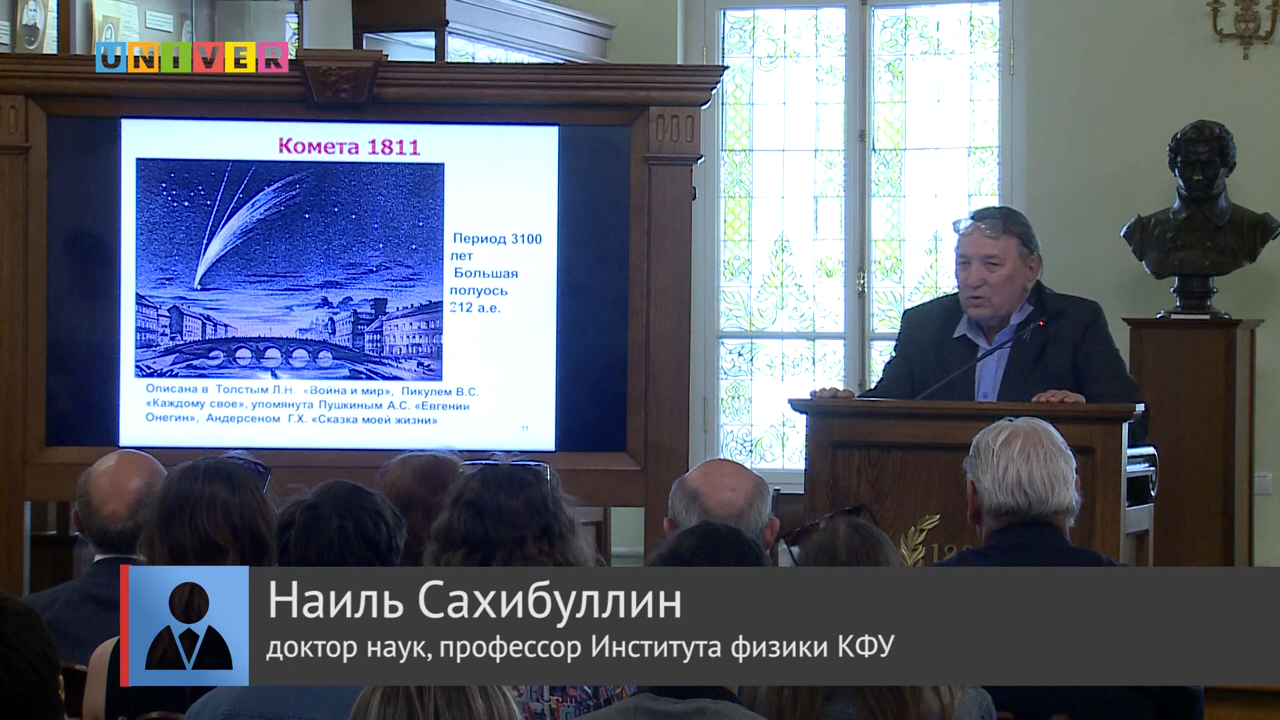 UNIVER
Комета 1811
Период 3100
лет
Большая
полуось
212 а.е.
Описана в Толстым Л.Н. «Война и мир», Пикулем В.С.
«Каждому свое», упомянута Пушкиным А.С. «Евгении
Онегин», Андерсеном Г.Х. «Сказка моей жизни»
11
Наиль Сахибуллин
доктор наук, профессор Института физики КФУ